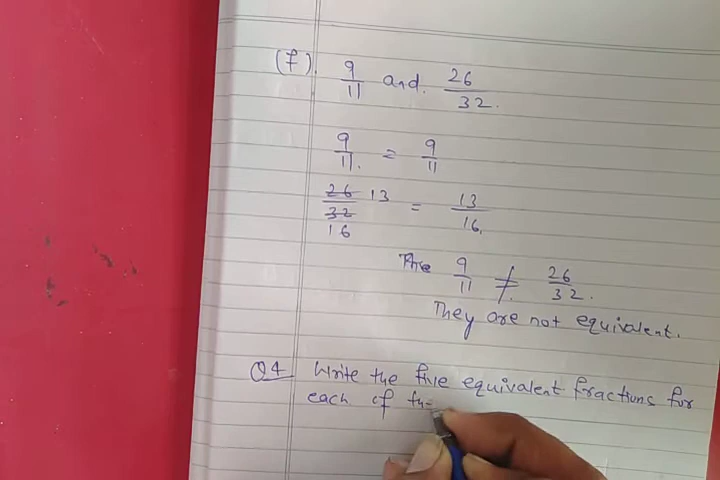 (f) 9/11 and. 26/32.
9/11. = 9/11
26/32 13/16 = 13/16.
9/11 ≠ 26/32.
They are not equivalent.
Q4 Write the five equivalent fractions for
each of